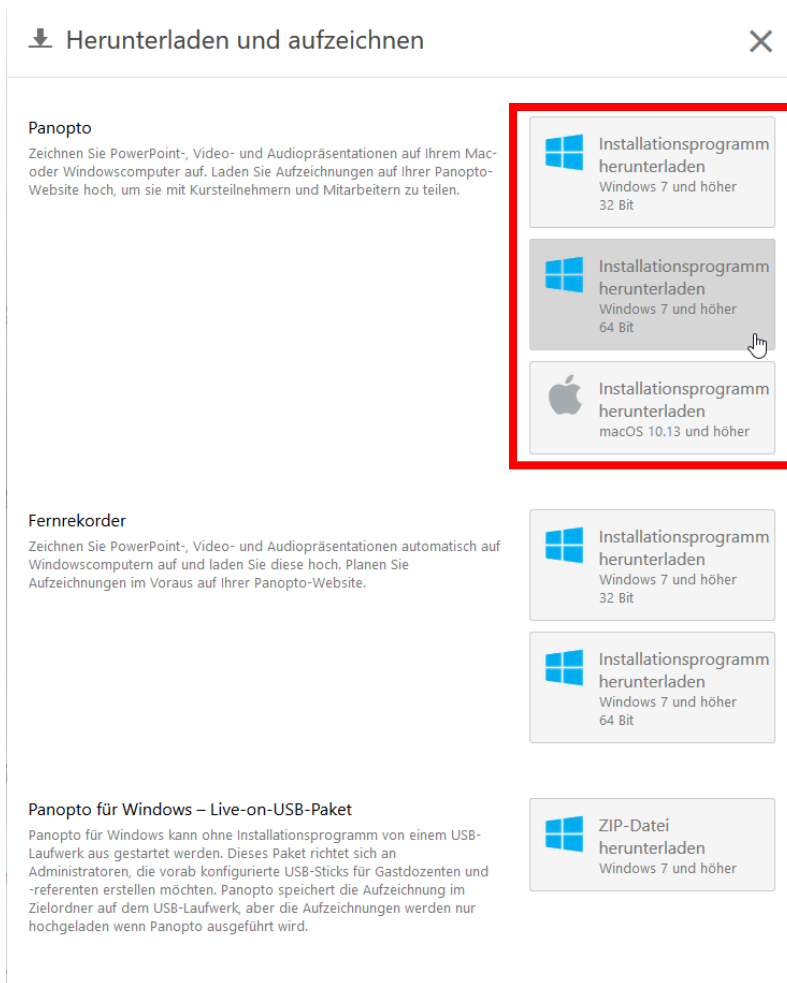 Herunterladen und aufzeichnen
Panopto
Zeichnen Sie PowerPoint-, Video- und Audiopräsentationen auf Ihrem Mac-
oder Windowscomputer auf. Laden Sie Aufzeichnungen auf Ihrer Panopto-
Website hoch, um sie mit Kursteilnehmern und Mitarbeitern zu teilen.
Installationsprogramm
herunterladen
Windows 7 und höher
32 Bit
Installationsprogramm
herunterladen
Windows 7 und höher
64 Bit
Installationsprogramm
herunterladen
macOS 10.13 und höher
Fernrekorder
Zeichnen Sie PowerPoint-, Video- und Audiopräsentationen automatisch auf
Windowscomputern auf und laden Sie diese hoch. Planen Sie
Aufzeichnungen im Voraus auf Ihrer Panopto-Website.
Installationsprogramm
herunterladen
Windows 7 und höher
32 Bit
Installationsprogramm
herunterladen
Windows 7 und höher
64 Bit
Panopto für Windows – Live-on-USB-Paket
Panopto für Windows kann ohne Installationsprogramm von einem USB-
Laufwerk aus gestartet werden. Dieses Paket richtet sich an
Administratoren, die vorab konfigurierte USB-Sticks für Gastdozenten und
-referenten erstellen möchten. Panopto speichert die Aufzeichnung im
Zielordner auf dem USB-Laufwerk, aber die Aufzeichnungen werden nur
hochgeladen wenn Panopto ausgeführt wird.
ZIP-Datei
herunterladen
Windows 7 und höher